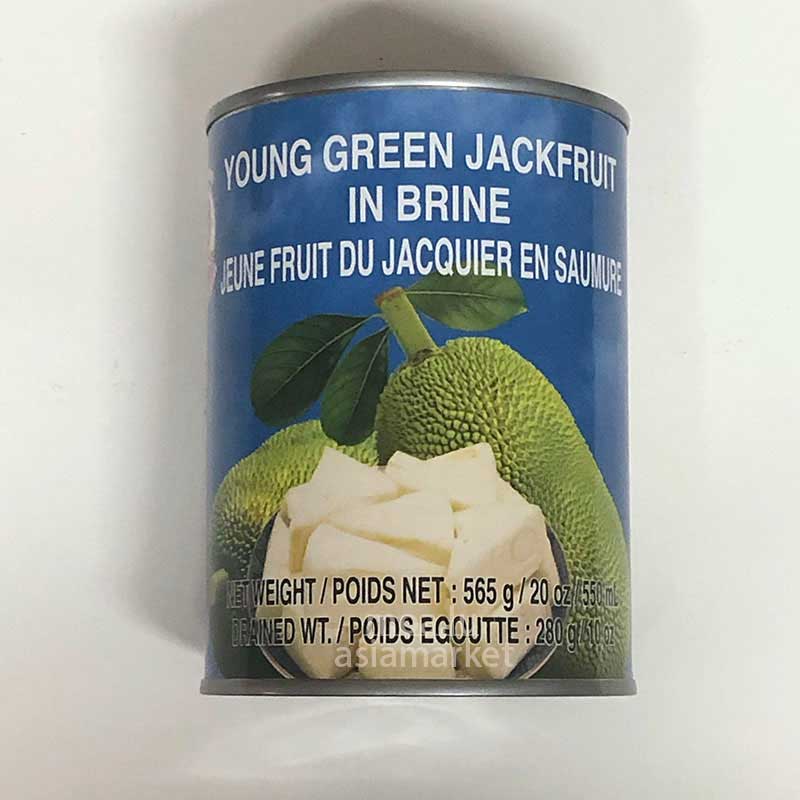 YOUNG GREEN JACKFRUIT
IN BRINE
JEUNE FRUIT DU JACQUIER EN SAUMURE
NET WEIGHT / POIDS NET : 565 g / 20 oz / 550 mL
DRAINED WT. / POIDS EGOUTTE : 280 g / 10 oz
asiamarket